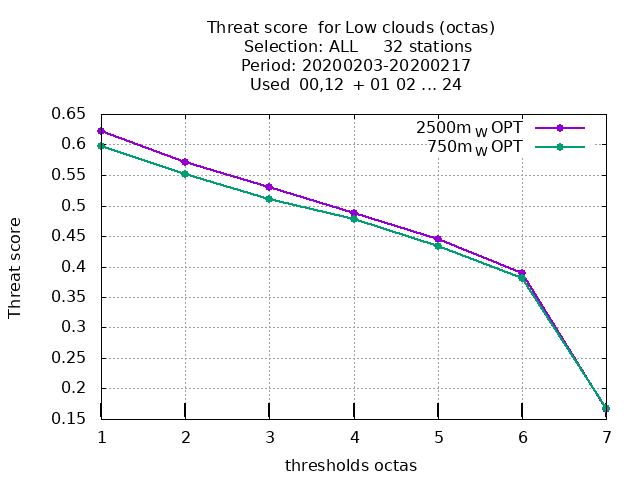 Threat score  for Low clouds (octas)
Selection: ALL     32 stations
Period: 20200203-20200217
Used  00,12  + 01 02 ... 24
2500m W OPT
750m W OPT
Threat score
0.65
0.6
0.55
0.5
0.45
0.4
0.35
0.3
0.25
0.2
0.15
1 2 3 4 5 6 7
thresholds octas